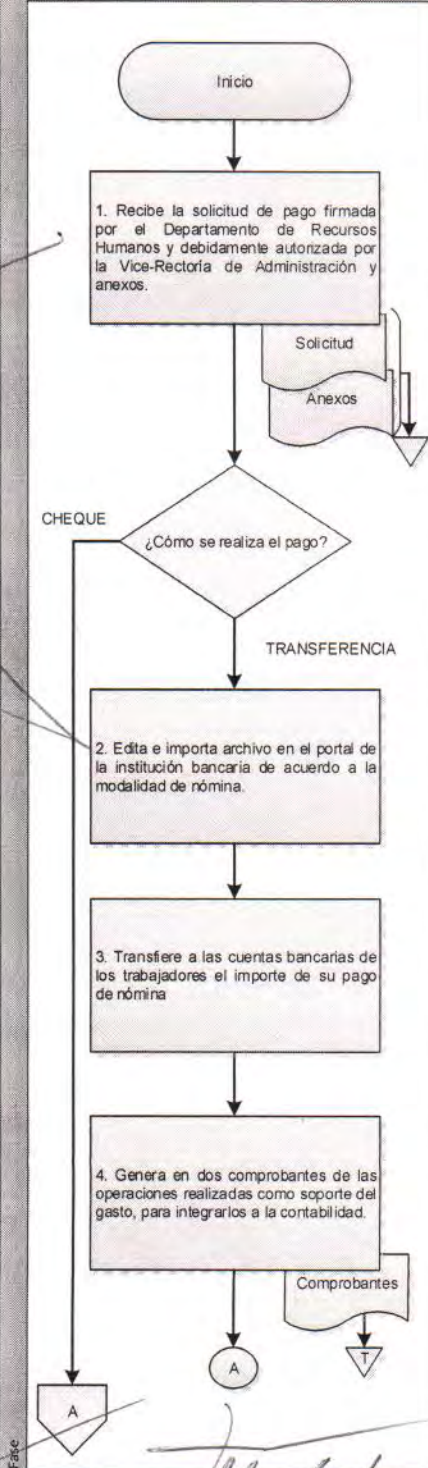 Inicio
1. Recibe la solicitud de pago firmada
por el Departamento de Recursos
Humanos y debidamente autorizada por
la Vice-Rectoría de Administración y
anexos.
Solicitud
Anexos
CHEQUE
¿Cómo se realiza el pago?
TRANSFERENCIA
2. Edita e importa archivo en el portal de
la institución bancaria de acuerdo a la
modalidad de nómina.
3. Transfiere a las cuentas bancarias de
los trabajadores el importe de su pago
de nómina
4. Genera en dos comprobantes de las
operaciones realizadas como soporte del
gasto, para integrarlos a la contabilidad.
Comprobantes
A
T
A
Fase